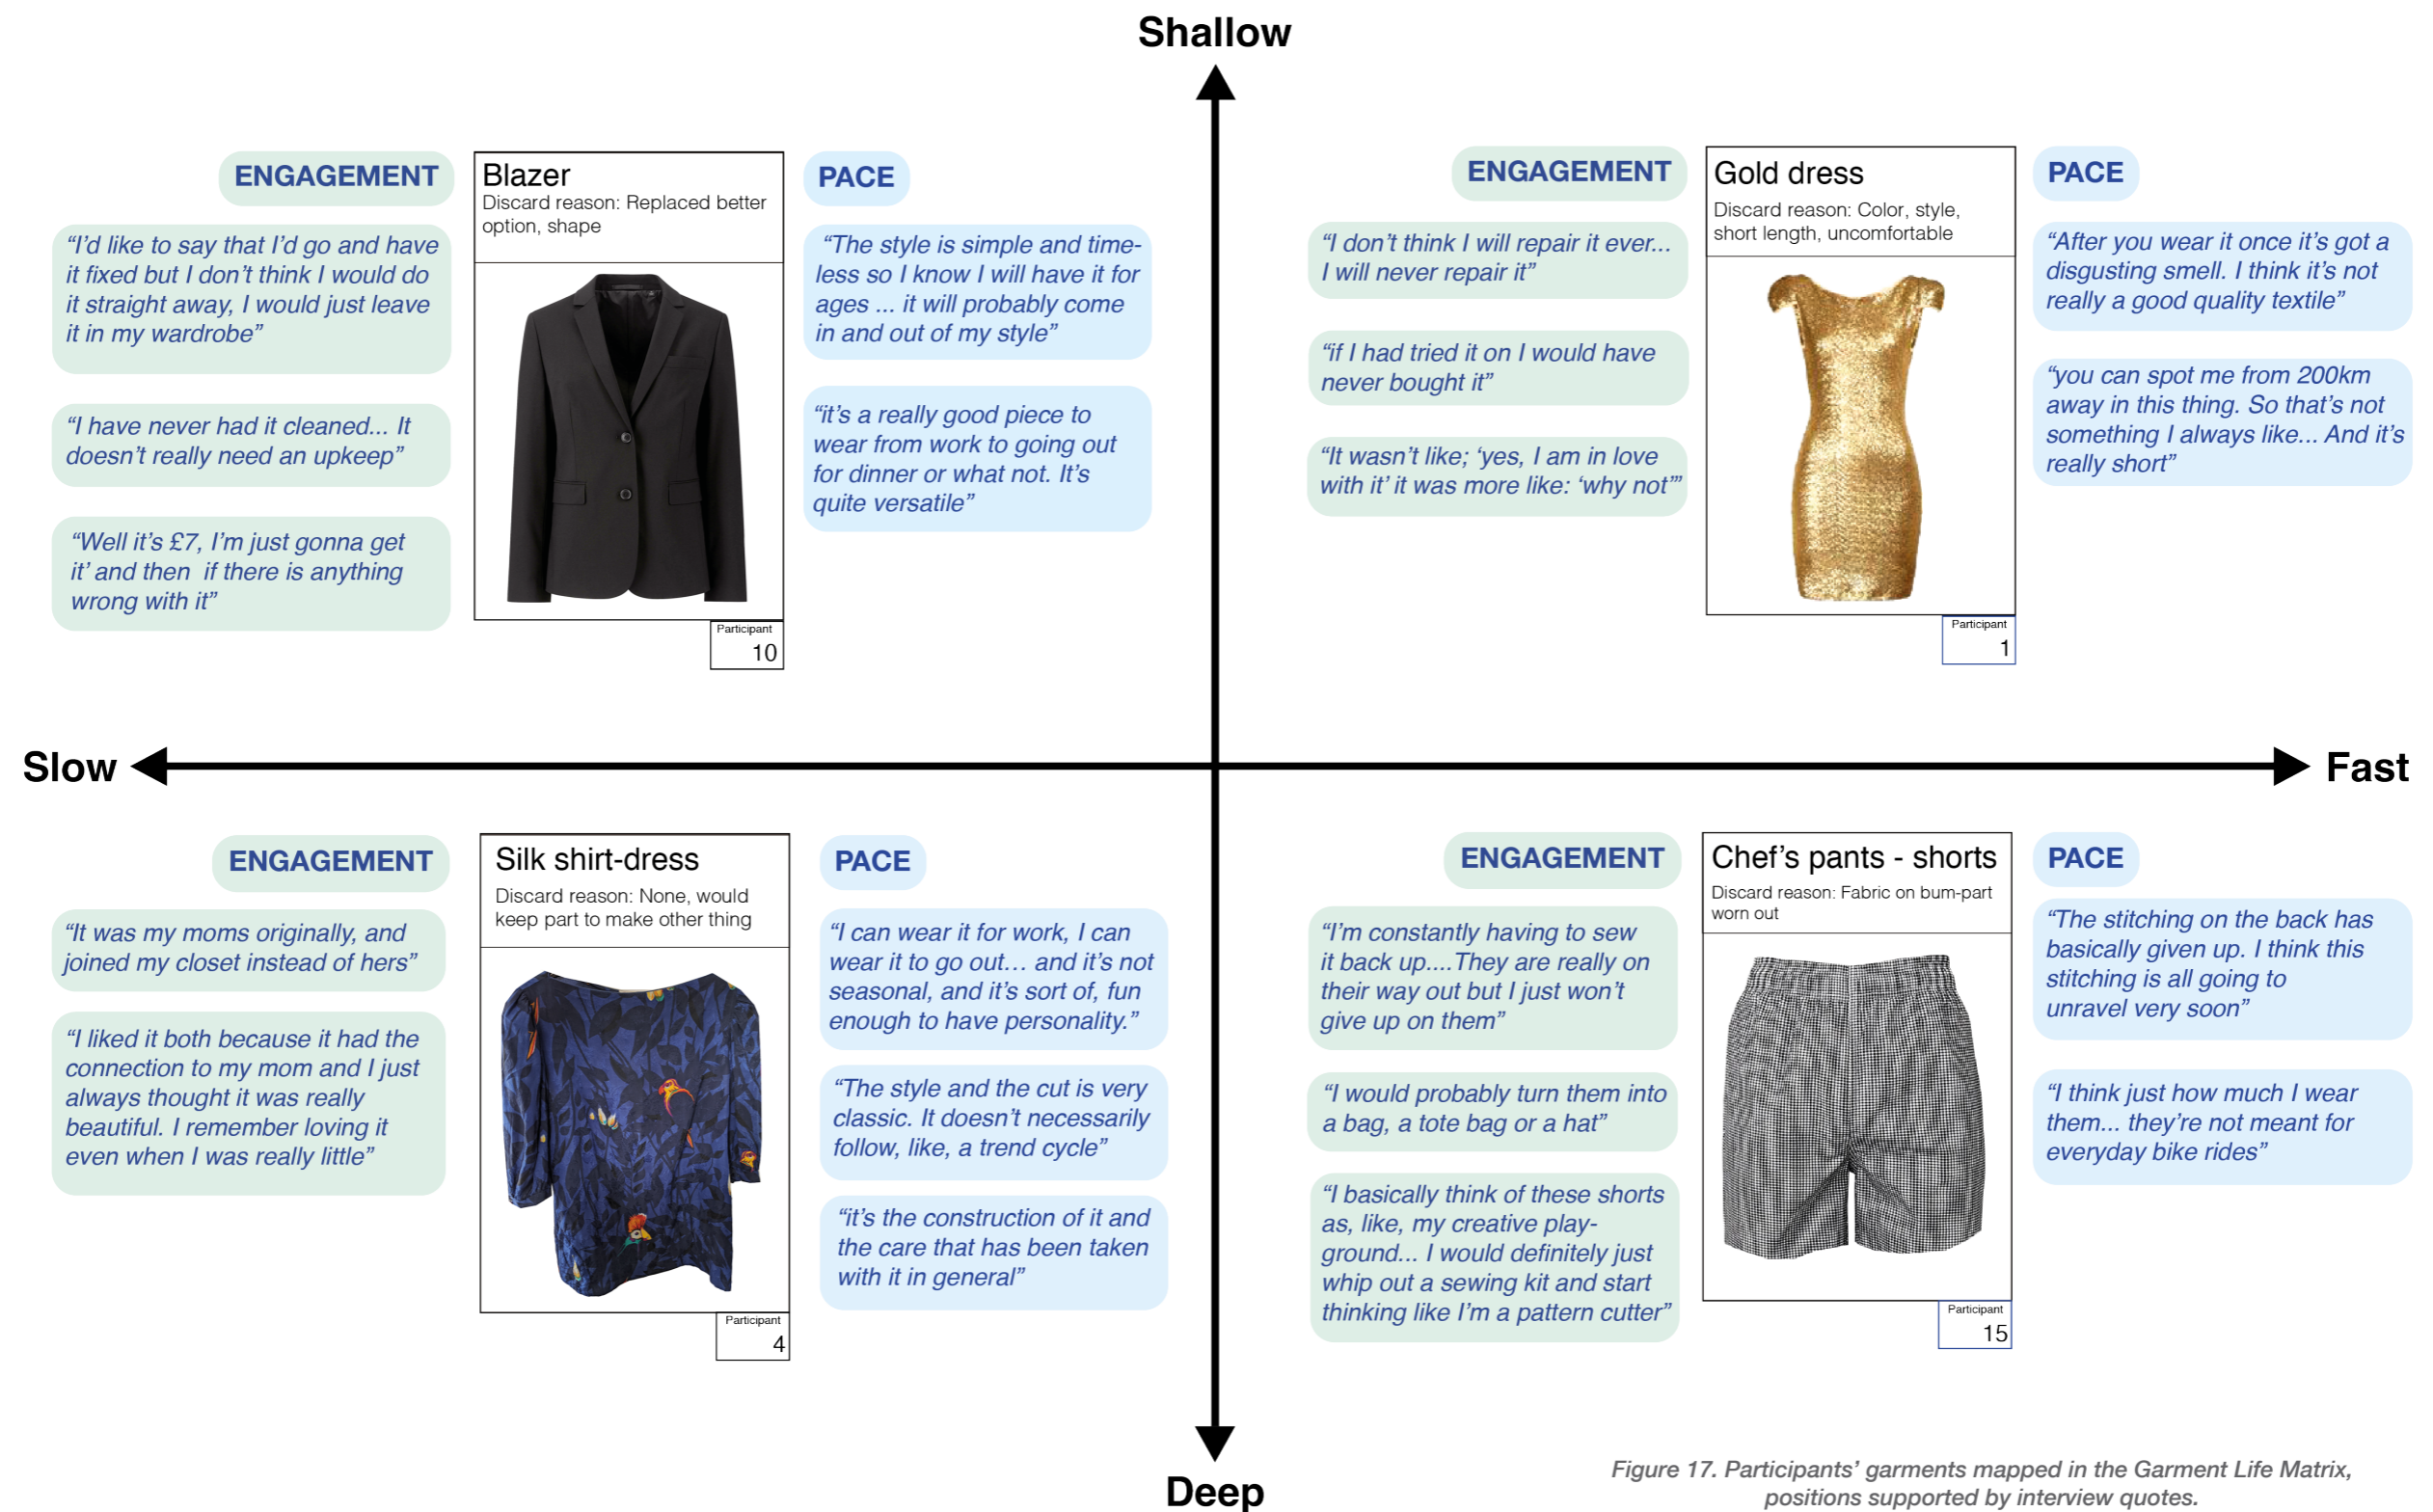 Shallow
ENGAGEMENT
“I’d like to say that I’d go and have
it fixed but I don’t think I would do
it straight away, I would just leave
it in my wardrobe”
“I have never had it cleaned... It
doesn’t really need an upkeep”
“Well it’s £7, I’m just gonna get
it’ and then if there is anything
wrong with it”
Blazer
Discard reason: Replaced better
option, shape
Participant
10
PACE
“The style is simple and time-
less so I know I will have it for
ages ... it will probably come
in and out of my style”
“it’s a really good piece to
wear from work to going out
for dinner or what not. It’s
quite versatile”
ENGAGEMENT
“I don’t think I will repair it ever...
I will never repair it”
“if I had tried it on I would have
never bought it”
“It wasn’t like; ‘yes, I am in love
with it’ it was more like: ‘why not’”
Gold dress
Discard reason: Color, style,
short length, uncomfortable
Participant
1
PACE
“After you wear it once it’s got a
disgusting smell. I think it’s not
really a good quality textile”
“you can spot me from 200km
away in this thing. So that’s not
something I always like... And it’s
really short”
Slow
Fast
ENGAGEMENT
“It was my moms originally, and
joined my closet instead of hers”
“I liked it both because it had the
connection to my mom and I just
always thought it was really
beautiful. I remember loving it
even when I was really little”
Silk shirt-dress
Discard reason: None, would
keep part to make other thing
Participant
4
PACE
“I can wear it for work, I can
wear it to go out… and it’s not
seasonal, and it’s sort of, fun
enough to have personality.”
“The style and the cut is very
classic. It doesn’t necessarily
follow, like, a trend cycle”
“it’s the construction of it and
the care that has been taken
with it in general”
ENGAGEMENT
“I’m constantly having to sew
it back up....They are really on
their way out but I just won’t
give up on them”
“I would probably turn them into
a bag, a tote bag or a hat”
“I basically think of these shorts
as, like, my creative play-
ground... I would definitely just
whip out a sewing kit and start
thinking like I’m a pattern cutter”
Chef’s pants - shorts
Discard reason: Fabric on bum-part
worn out
Participant
15
PACE
“The stitching on the back has
basically given up. I think this
stitching is all going to
unravel very soon”
“I think just how much I wear
them... they’re not meant for
everyday bike rides”
Deep
Figure 17. Participants’ garments mapped in the Garment Life Matrix,
positions supported by interview quotes.